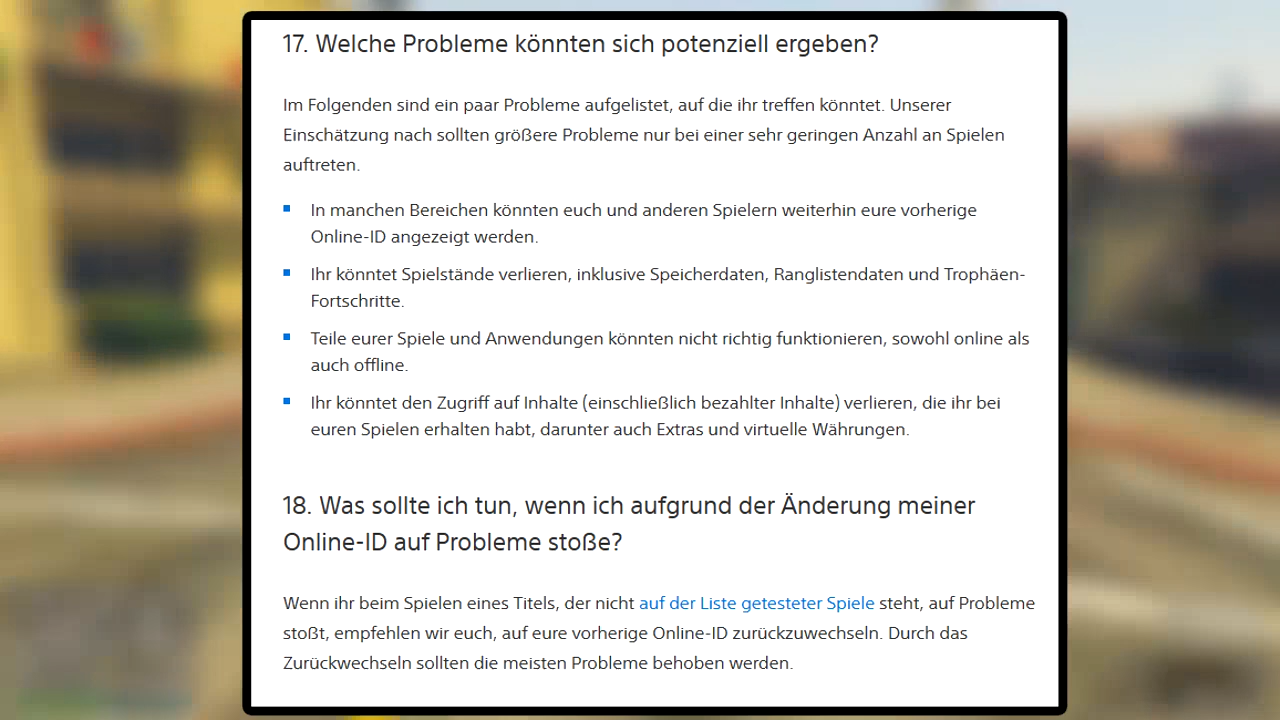 17. Welche Probleme könnten sich potenziell ergeben?
Im Folgenden sind ein paar Probleme aufgelistet, auf die ihr treffen könntet. Unserer
Einschätzung nach sollten größere Probleme nur bei einer sehr geringen Anzahl an Spielen
auftreten.
In manchen Bereichen könnten euch und anderen Spielern weiterhin eure vorherige
Online-ID angezeigt werden.
Ihr könntet Spielstände verlieren, inklusive Speicherdaten, Ranglistendaten und Trophäen-
Fortschritte.
Teile eurer Spiele und Anwendungen könnten nicht richtig funktionieren, sowohl online als
auch offline.
Ihr könntet den Zugriff auf Inhalte (einschließlich bezahlter Inhalte) verlieren, die ihr bei
euren Spielen erhalten habt, darunter auch Extras und virtuelle Währungen.
18. Was sollte ich tun, wenn ich aufgrund der Änderung meiner
Online-ID auf Probleme stoße?
Wenn ihr beim Spielen eines Titels, der nicht auf der Liste getesteter Spiele steht, auf Probleme
stoßt, empfehlen wir euch, auf eure vorherige Online-ID zurückzuwechseln. Durch das
Zurückwechseln sollten die meisten Probleme behoben werden.